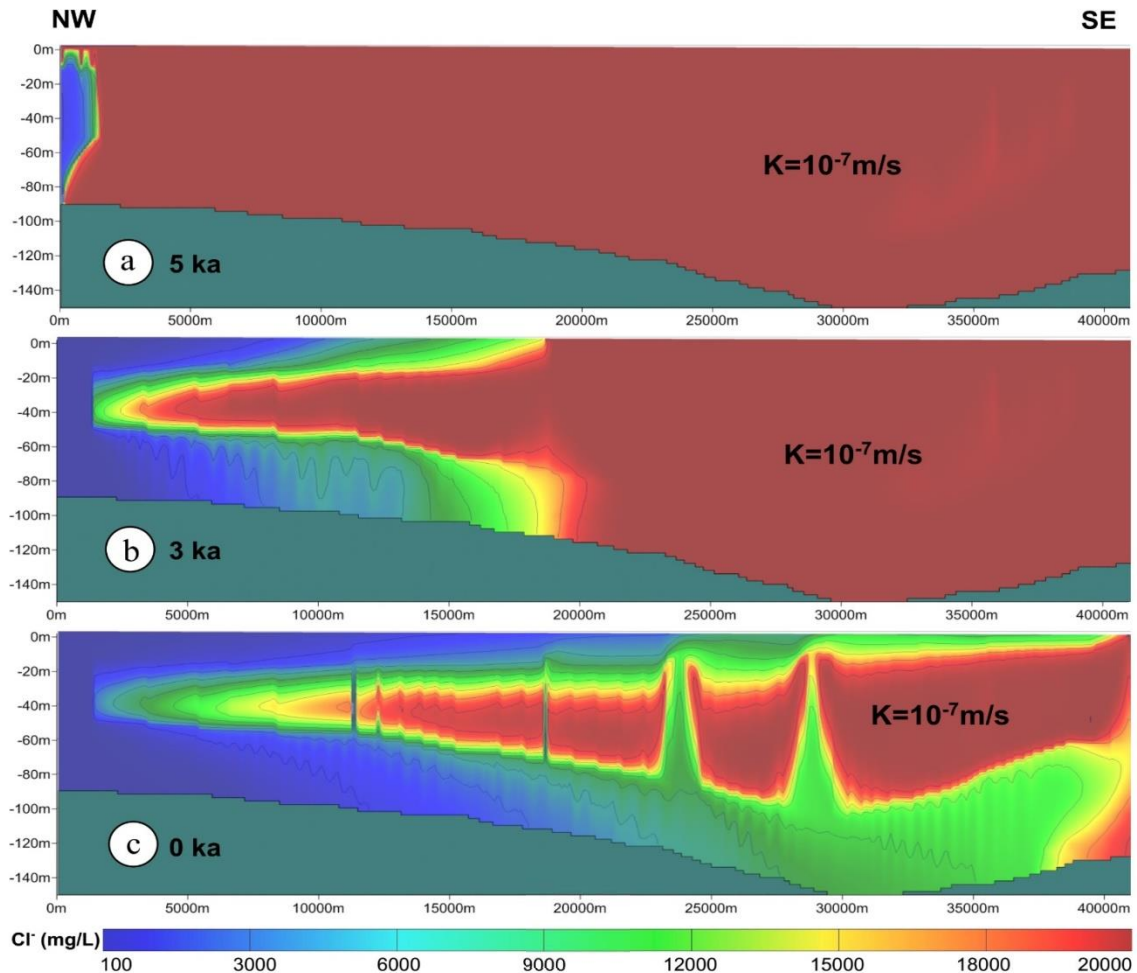 NW SE
0m
-20m
-40m
-60m
-80m
-100m
-120m
-140m
K=10⁻⁷m/s
a 5 ka
0m 5000m 10000m 15000m 20000m 25000m 30000m 35000m 40000m
0m
-20m
-40m
-60m
-80m
-100m
-120m
-140m
K=10⁻⁷m/s
b 3 ka
0m 5000m 10000m 15000m 20000m 25000m 30000m 35000m 40000m
0m
-20m
-40m
-60m
-80m
-100m
-120m
-140m
K=10⁻⁷m/s
c 0 ka
0m 5000m 10000m 15000m 20000m 25000m 30000m 35000m 40000m
Cl⁻ (mg/L)
100 3000 6000 9000 12000 15000 18000 20000